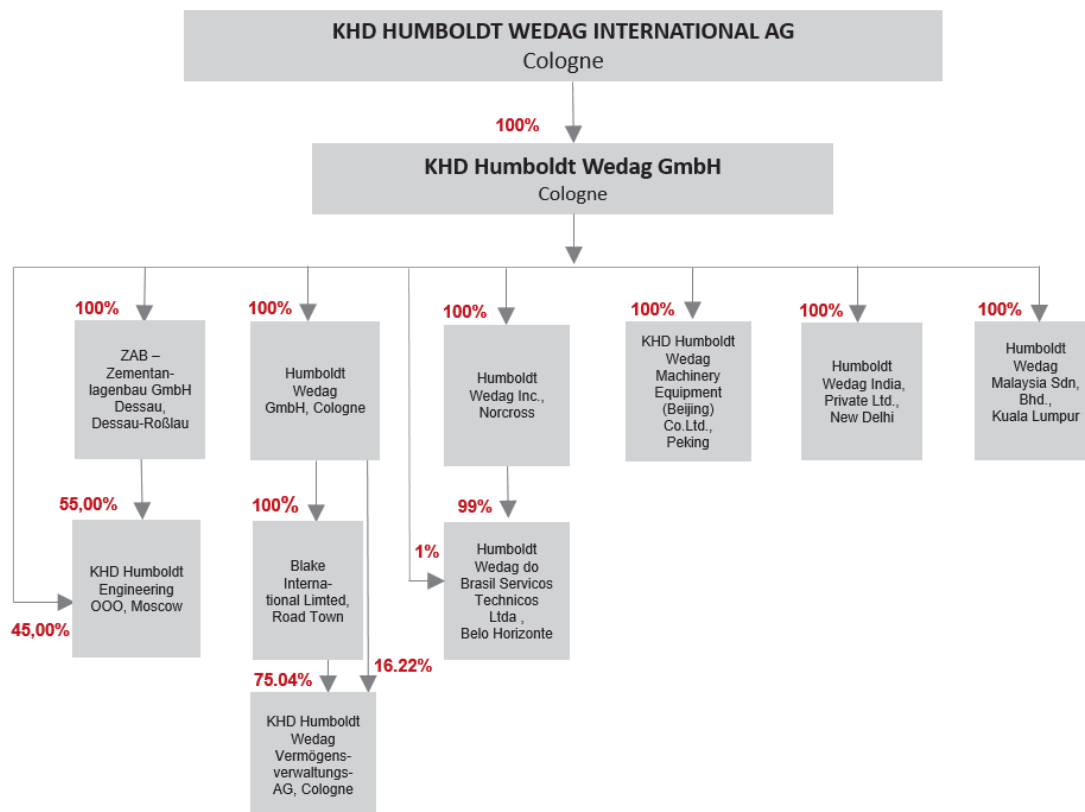 KHD HUMBOLDT WEDAG INTERNATIONAL AG
Cologne
100%
KHD Humboldt Wedag GmbH
Cologne
100%
ZAB –
Zementan-
lagenbau GmbH
Dessau,
Dessau-Roßlau
100%
Humboldt
Wedag
GmbH, Cologne
100%
Humboldt
Wedag Inc.,
Norcross
100%
KHD Humboldt
Wedag
Machinery
Equipment
(Beijing)
Co.Ltd.,
Peking
100%
Humboldt
Wedag India,
Private Ltd.,
New Delhi
100%
Humboldt
Wedag
Malaysia Sdn,
Bhd.,
Kuala Lumpur
55,00%
KHD Humboldt
Engineering
OOO, Moscow
45,00%
100%
Blake
Interna-
tional Limted,
Road Town
99%
1%
Humboldt
Wedag do
Brasil Servicos
Technicos
Ltda ,
Belo Horizonte
75.04%
16.22%
KHD Humboldt
Wedag
Vermögens-
verwaltungs-
AG, Cologne